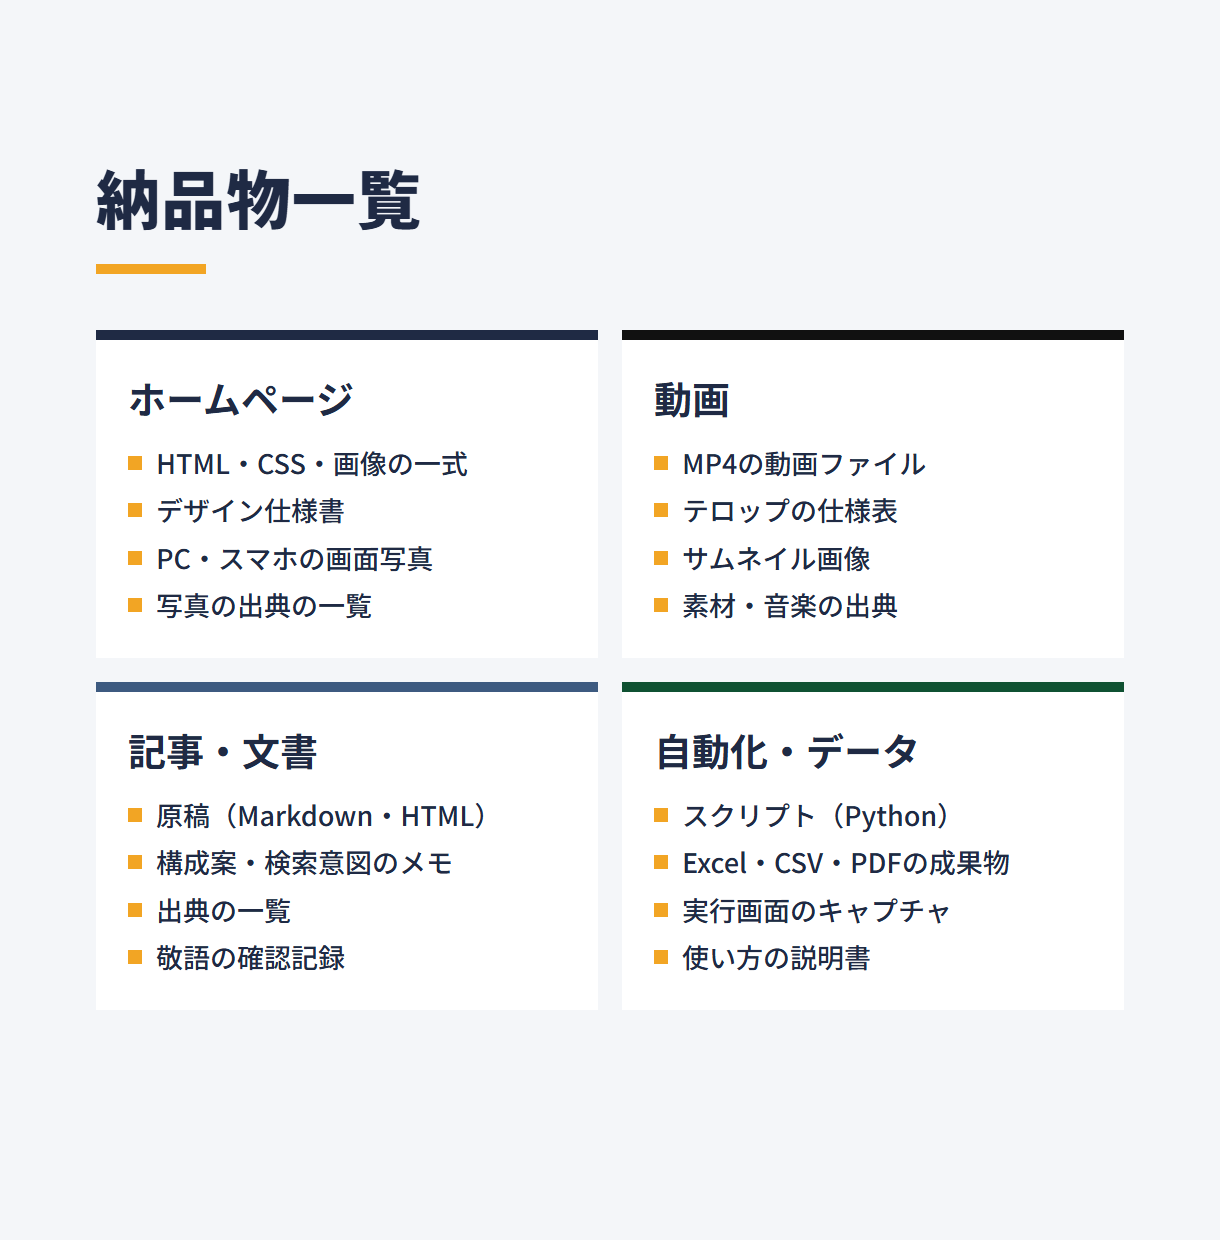 納品物一覧
ホームページ
HTML・CSS・画像の一式
デザイン仕様書
PC・スマホの画面写真
写真の出典の一覧
動画
MP4の動画ファイル
テロップの仕様表
サムネイル画像
素材・音楽の出典
記事・文書
原稿（Markdown・HTML）
構成案・検索意図のメモ
出典の一覧
敬語の確認記録
自動化・データ
スクリプト（Python）
Excel・CSV・PDFの成果物
実行画面のキャプチャ
使い方の説明書